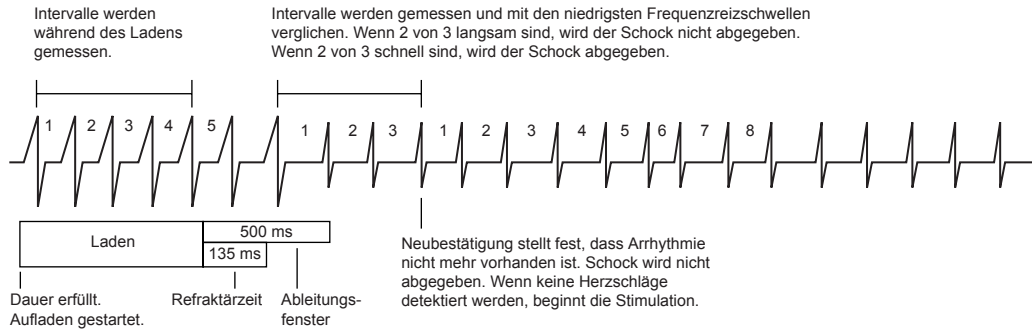 Intervalle werden
während des Ladens
gemessen.
Intervalle werden gemessen und mit den niedrigsten Frequenzreizschwellen
verglichen. Wenn 2 von 3 langsam sind, wird der Schock nicht abgegeben.
Wenn 2 von 3 schnell sind, wird der Schock abgegeben.
1 2 3 4 5 1 2 3 1 2 3 4 5 6 7 8
Laden
500 ms
135 ms
Dauer erfüllt.
Aufladen gestartet.
Refraktärzeit
Ableitungs-
fenster
Neubestätigung stellt fest, dass Arrhythmie
nicht mehr vorhanden ist. Schock wird nicht
abgegeben. Wenn keine Herzschläge
detektiert werden, beginnt die Stimulation.